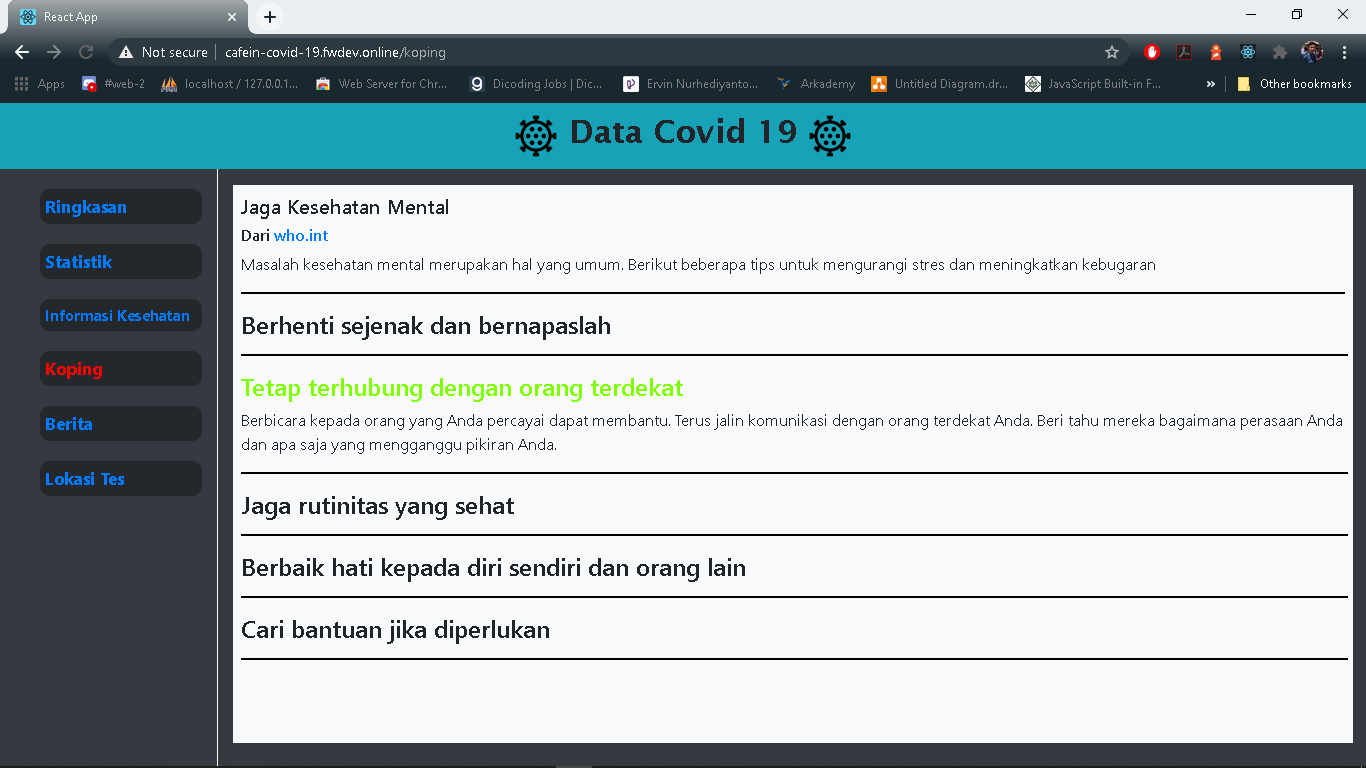 React App
Not secure
cafein-covid-19.fwdev.online/koping
Apps
#web-2
localhost / 127.0.0.1...
Web Server for Chr...
Dicoding Jobs | Dic...
Ervin Nurhediyanto...
Arkademy
Untitled Diagram.dr...
JavaScript Built-in F...
»
Other bookmarks
Data Covid 19
Ringkasan
Statistik
Informasi Kesehatan
Koping
Berita
Lokasi Tes
Jaga Kesehatan Mental
Dari who.int
Masalah kesehatan mental merupakan hal yang umum. Berikut beberapa tips untuk mengurangi stres dan meningkatkan kebugaran
Berhenti sejenak dan bernapaslah
Tetap terhubung dengan orang terdekat
Berbicara kepada orang yang Anda percayai dapat membantu. Terus jalin komunikasi dengan orang terdekat Anda. Beri tahu mereka bagaimana perasaan Anda
dan apa saja yang mengganggu pikiran Anda.
Jaga rutinitas yang sehat
Berbaik hati kepada diri sendiri dan orang lain
Cari bantuan jika diperlukan